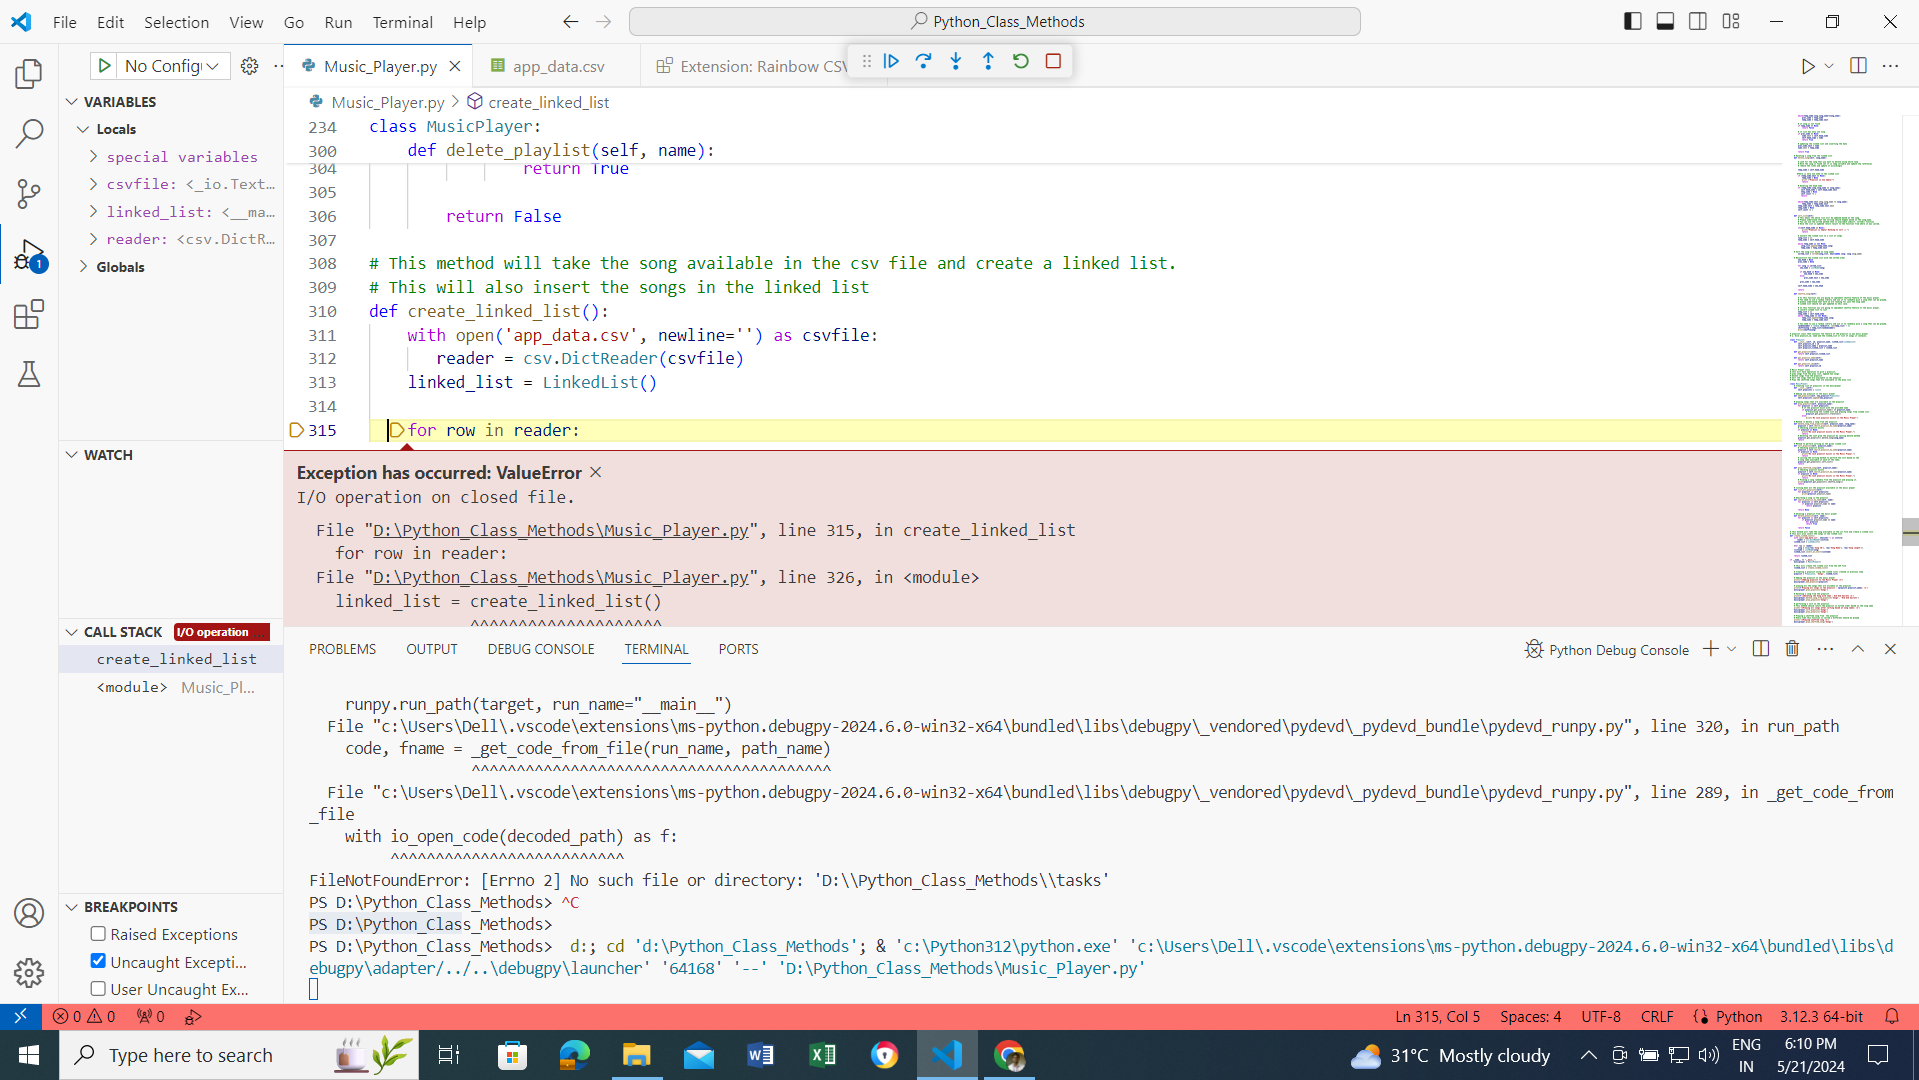 File Edit Selection View Go Run Terminal Help
Python_Class_Methods
No Config
Music_Player.py
app_data.csv
Extension: Rainbow CSV
Music_Player.py > create_linked_list
VARIABLES
Locals
special variables
csvfile: <_io.Text...
linked_list: <__ma...
reader: <csv.DictR...
Globals
WATCH
CALL STACK I/O operation
create_linked_list
<module> Music_Pl...
BREAKPOINTS
Raised Exceptions
Uncaught Excepti...
User Uncaught Ex...
234 class MusicPlayer:
300 def delete_playlist(self, name):
304 return True
305
306 return False
307
308 # This method will take the song available in the csv file and create a linked list.
309 # This will also insert the songs in the linked list
310 def create_linked_list():
311 with open('app_data.csv', newline='') as csvfile:
312 reader = csv.DictReader(csvfile)
313 linked_list = LinkedList()
314
315 for row in reader:
Exception has occurred: ValueError
I/O operation on closed file.
File "D:\Python_Class_Methods\Music_Player.py", line 315, in create_linked_list
for row in reader:
File "D:\Python_Class_Methods\Music_Player.py", line 326, in <module>
linked_list = create_linked_list()
^^^^^^^^^^^^^^^^^^^^
PROBLEMS OUTPUT DEBUG CONSOLE TERMINAL PORTS
Python Debug Console
runpy.run_path(target, run_name="__main__")
File "c:\Users\Dell\.vscode\extensions\ms-python.debugpy-2024.6.0-win32-x64\bundled\libs\debugpy\_vendored\pydevd\_pydevd_bundle\pydevd_runpy.py", line 320, in run_path
code, fname = _get_code_from_file(run_name, path_name)
^^^^^^^^^^^^^^^^^^^^^^^^^^^^^^^^^^^^^^^^
File "c:\Users\Dell\.vscode\extensions\ms-python.debugpy-2024.6.0-win32-x64\bundled\libs\debugpy\_vendored\pydevd\_pydevd_bundle\pydevd_runpy.py", line 289, in _get_code_from
_file
with io_open_code(decoded_path) as f:
^^^^^^^^^^^^^^^^^^^^^^^^^^
FileNotFoundError: [Errno 2] No such file or directory: 'D:\\Python_Class_Methods\\tasks'
PS D:\Python_Class_Methods> ^C
PS D:\Python_Class_Methods>
PS D:\Python_Class_Methods> d:; cd 'd:\Python_Class_Methods'; & 'c:\Python312\python.exe' 'c:\Users\Dell\.vscode\extensions\ms-python.debugpy-2024.6.0-win32-x64\bundled\libs\d
ebugpy\adapter/../..\debugpy\launcher' '64168' '--' 'D:\Python_Class_Methods\Music_Player.py'
1
0 0 0
Ln 315, Col 5 Spaces: 4 UTF-8 CRLF Python 3.12.3 64-bit
Type here to search
31°C Mostly cloudy
ENG
IN
6:10 PM
5/21/2024